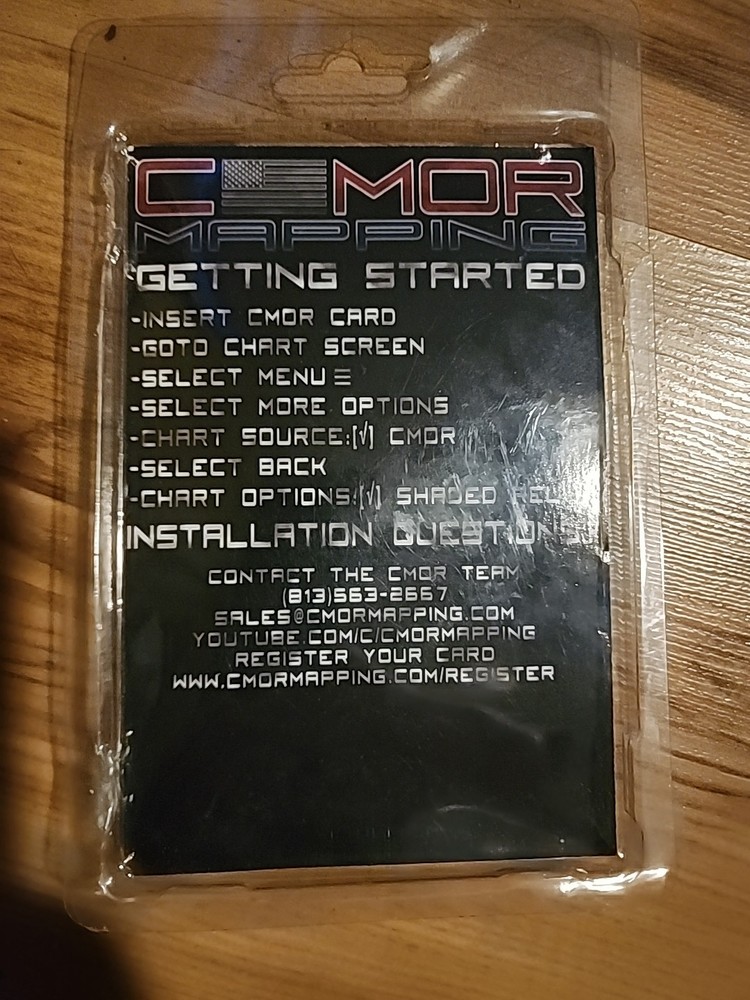 CMOR
MAPPING
GETTING STARTED
-INSERT CMOR CARD
-GOTO CHART SCREEN
-SELECT MENU ☰
-SELECT MORE OPTIONS
-CHART SOURCE:[√] CMOR
-SELECT BACK
-CHART OPTIONS:[√] SHADED
INSTALLATION QUESTIONS
CONTACT THE CMOR TEAM
(813)563-2667
SALES@CMORMAPPING.COM
YOUTUBE.COM/C/CMORMAPPING
REGISTER YOUR CARD
WWW.CMORMAPPING.COM/REGISTER